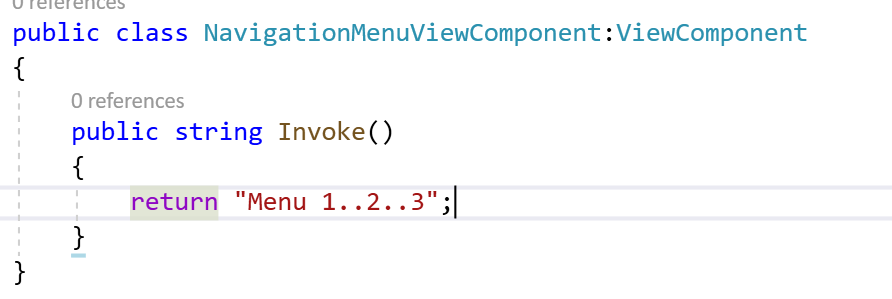 0 references
public class NavigationMenuViewComponent:ViewComponent
{
0 references
public string Invoke()
{
return "Menu 1..2..3";
}
}